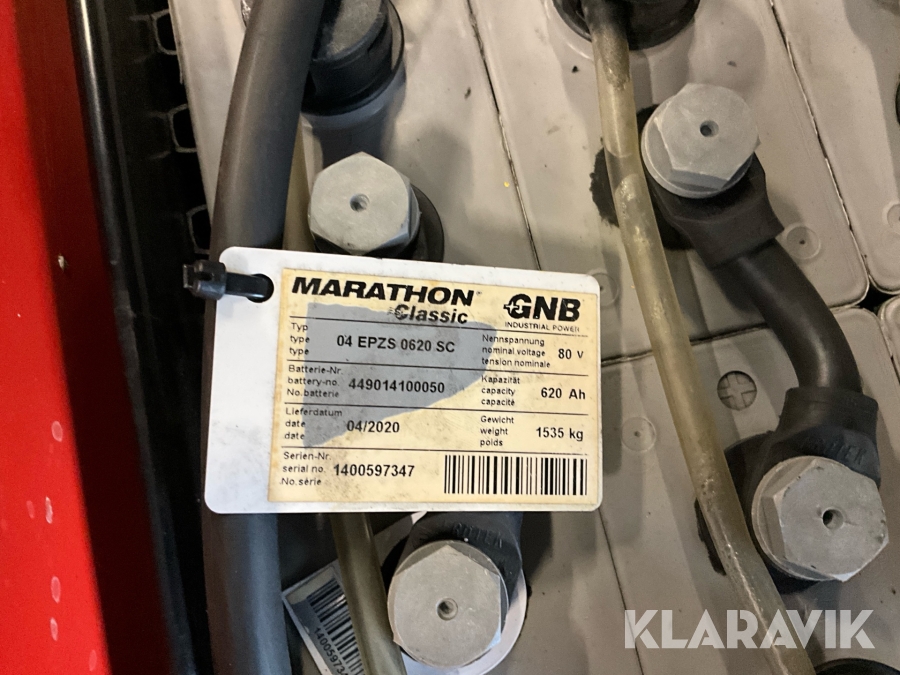 MARATHON
Classic
GNB
INDUSTRIAL POWER
Typ
type
type
04 EPZS 0620 SC
Nennspannung
nominal voltage
tension nominale
80 V
Batterie-Nr.
battery-no.
No.batterie
449014100050
Kapazität
capacity
capacité
620 Ah
Lieferdatum
date
date
04/2020
Gewicht
weight
poids
1535 kg
Serien-Nr.
serial no.
No.série
1400597347
KLARAVIK